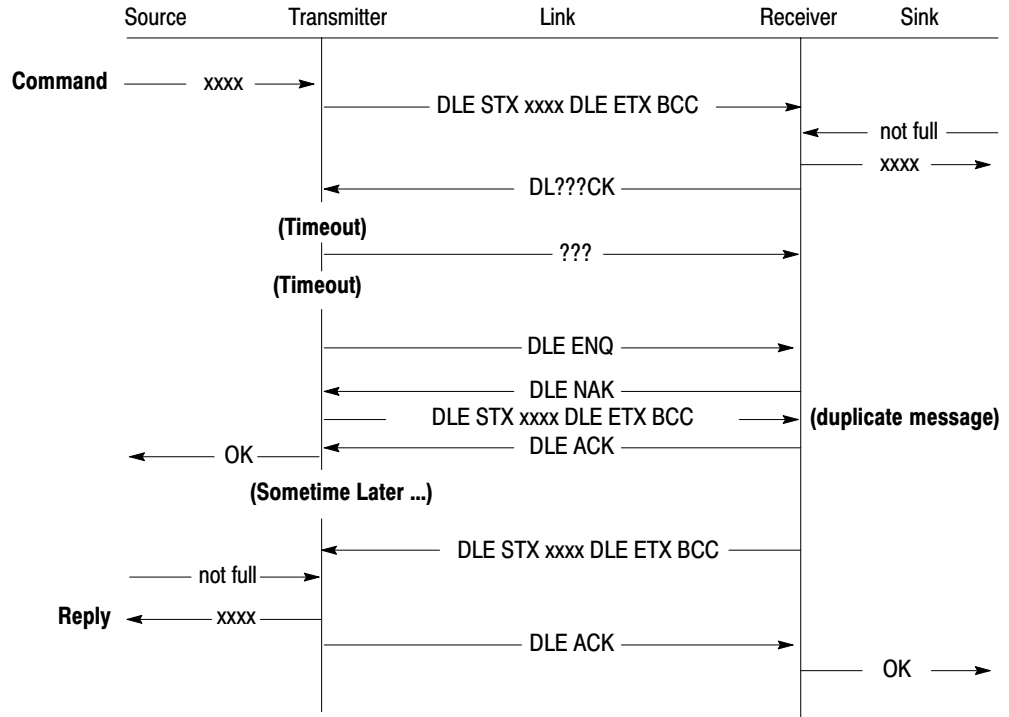 Source Transmitter Link Receiver Sink
Command xxxx
DLE STX xxxx DLE ETX BCC
not full
xxxx
DL???CK
(Timeout)
???
(Timeout)
DLE ENQ
DLE NAK
DLE STX xxxx DLE ETX BCC (duplicate message)
DLE ACK
OK
(Sometime Later ...)
DLE STX xxxx DLE ETX BCC
not full
Reply xxxx
DLE ACK
OK